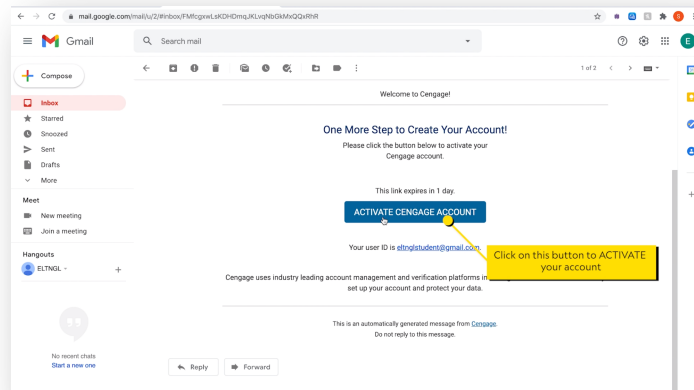 mail.google.com/mail/u/2/#inbox/FMfcgxwLsKDHDmqJKLvqNbGkMxQQxRhR
Gmail
Search mail
E
Compose
1 of 2
Inbox
Starred
Snoozed
Sent
Drafts
More
Meet
New meeting
Join a meeting
Hangouts
ELTNGL
No recent chats
Start a new one
Welcome to Cengage!
One More Step to Create Your Account!
Please click the button below to activate your
Cengage account.
This link expires in 1 day.
ACTIVATE CENGAGE ACCOUNT
Your user ID is eltnglstudent@gmail.com.
Click on this button to ACTIVATE
your account
Cengage uses industry leading account management and verification platforms in
set up your account and protect your data.
This is an automatically generated message from Cengage.
Do not reply to this message.
Reply
Forward